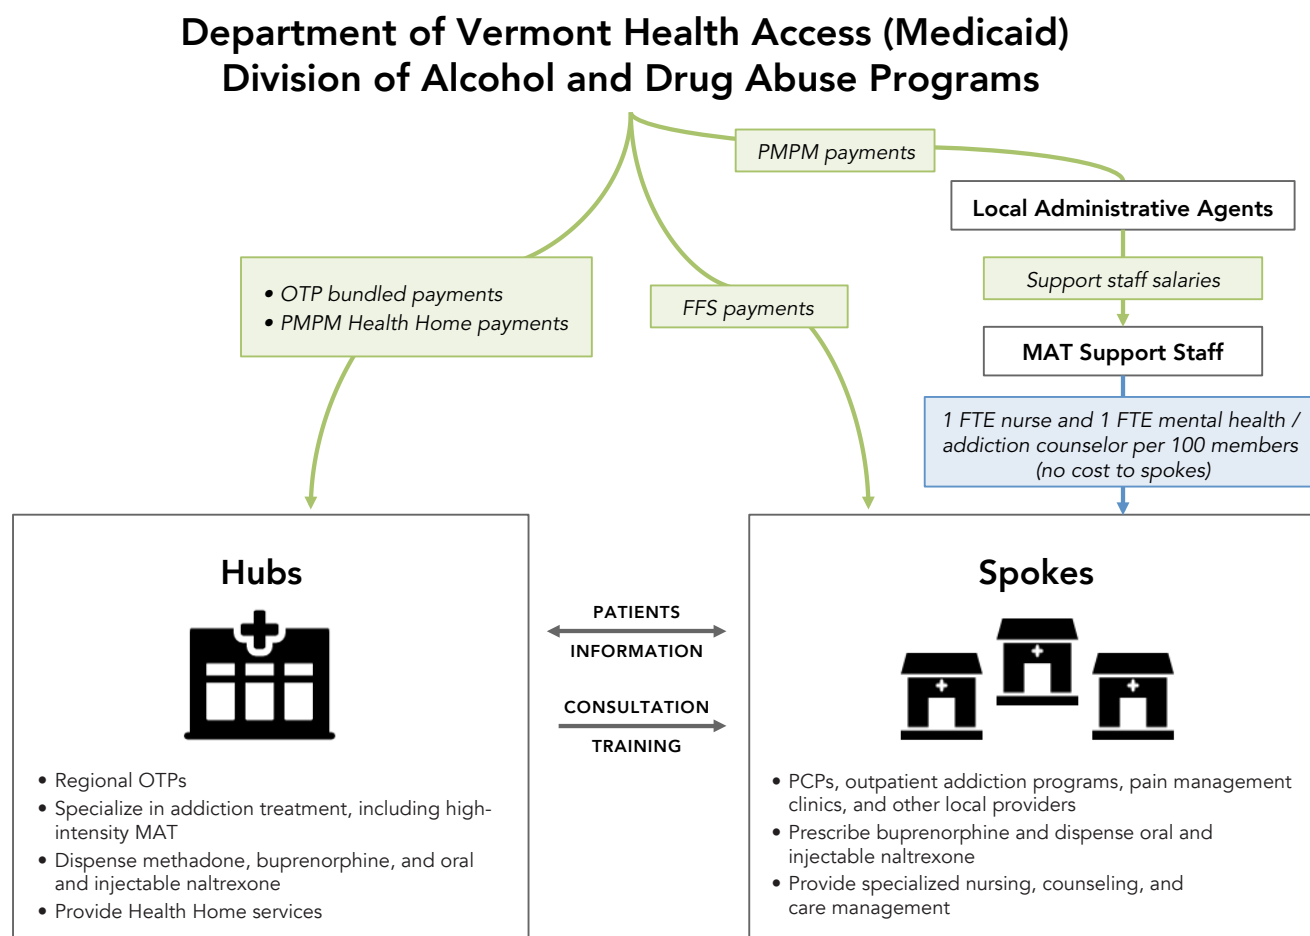 Department of Vermont Health Access (Medicaid)
Division of Alcohol and Drug Abuse Programs
PMPM payments
Local Administrative Agents
Support staff salaries
• OTP bundled payments
• PMPM Health Home payments
FFS payments
MAT Support Staff
1 FTE nurse and 1 FTE mental health /
addiction counselor per 100 members
(no cost to spokes)
Hubs
• Regional OTPs
• Specialize in addiction treatment, including high-
intensity MAT
• Dispense methadone, buprenorphine, and oral
and injectable naltrexone
• Provide Health Home services
PATIENTS
INFORMATION
CONSULTATION
TRAINING
Spokes
• PCPs, outpatient addiction programs, pain management
clinics, and other local providers
• Prescribe buprenorphine and dispense oral and
injectable naltrexone
• Provide specialized nursing, counseling, and
care management